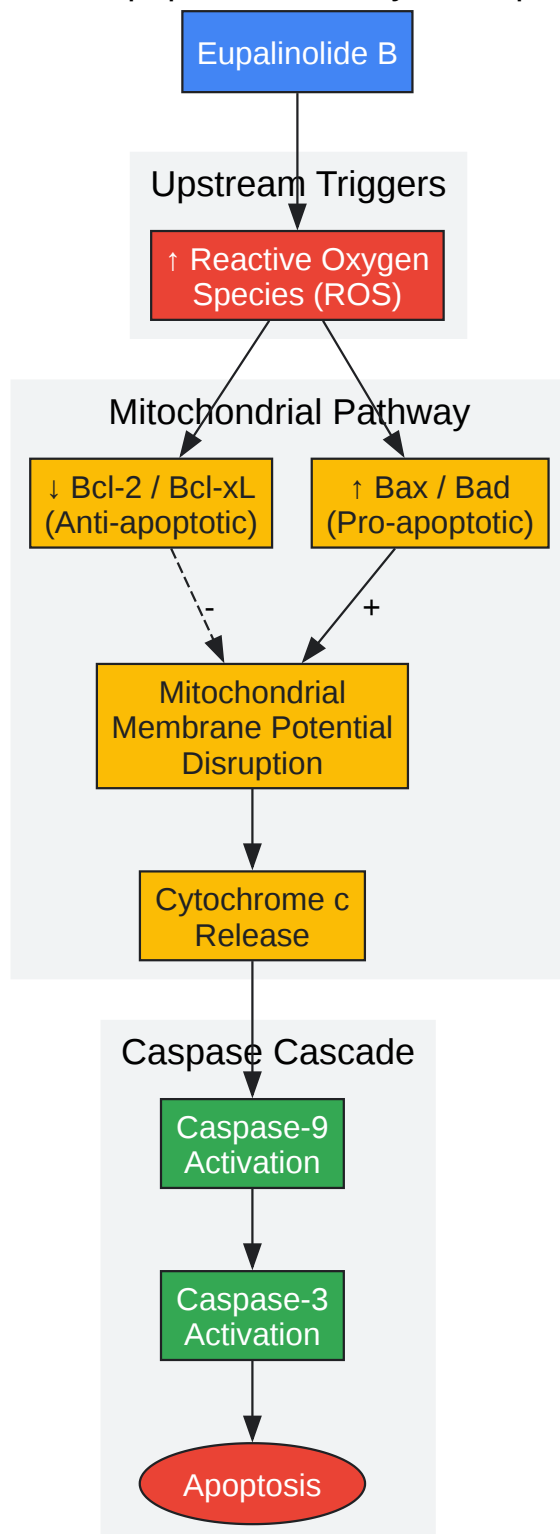 Eupalinolide B
Upstream Triggers
↑ Reactive Oxygen
Species (ROS)
Mitochondrial Pathway
↓ Bcl-2 / Bcl-xL
(Anti-apoptotic)
↑ Bax / Bad
(Pro-apoptotic)
-
+
Mitochondrial
Membrane Potential
Disruption
Cytochrome c
Release
Caspase Cascade
Caspase-9
Activation
Caspase-3
Activation
Apoptosis